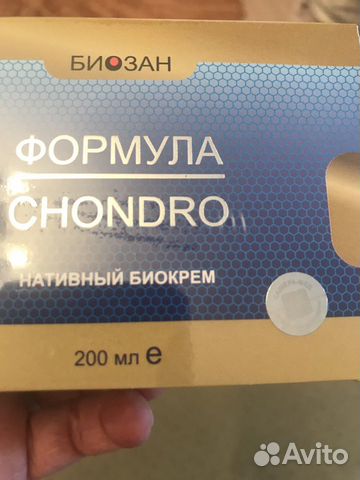 БИОЗАН
ФОРМУЛА
CHONDRO
НАТИВНЫЙ БИОКРЕМ
200 мл e
Avito